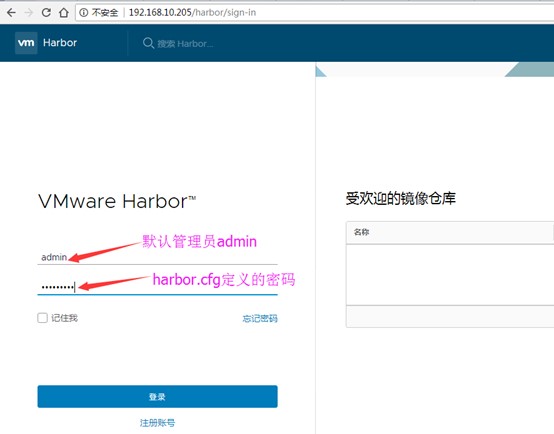 不安全 | 192.168.10.205/harbor/sign-in
vm Harbor 搜索 Harbor...
VMware Harbor™
受欢迎的镜像仓库
默认管理员admin
名称
admin
harbor.cfg定义的密码
记住我 忘记密码
登录
注册账号